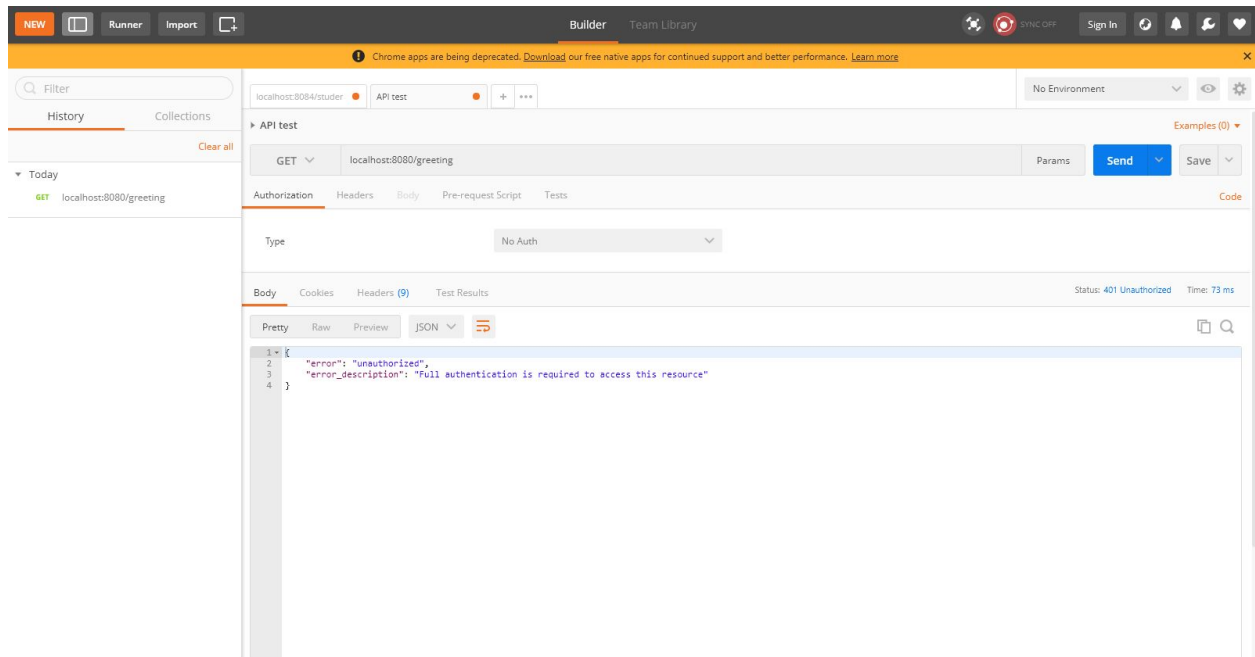 NEW Runner Import Builder Team Library SYNC OFF Sign In
Chrome apps are being deprecated. Download our free native apps for continued support and better performance. Learn more
Filter
History Collections
Clear all
Today
GET localhost:8080/greeting
localhost:8084/studer API test + ••• No Environment
API test Examples (0)
GET localhost:8080/greeting Params Send Save
Authorization Headers Body Pre-request Script Tests Code
Type No Auth
Body Cookies Headers (9) Test Results Status: 401 Unauthorized Time: 73 ms
Pretty Raw Preview JSON
1 {
2 "error": "unauthorized",
3 "error_description": "Full authentication is required to access this resource"
4 }